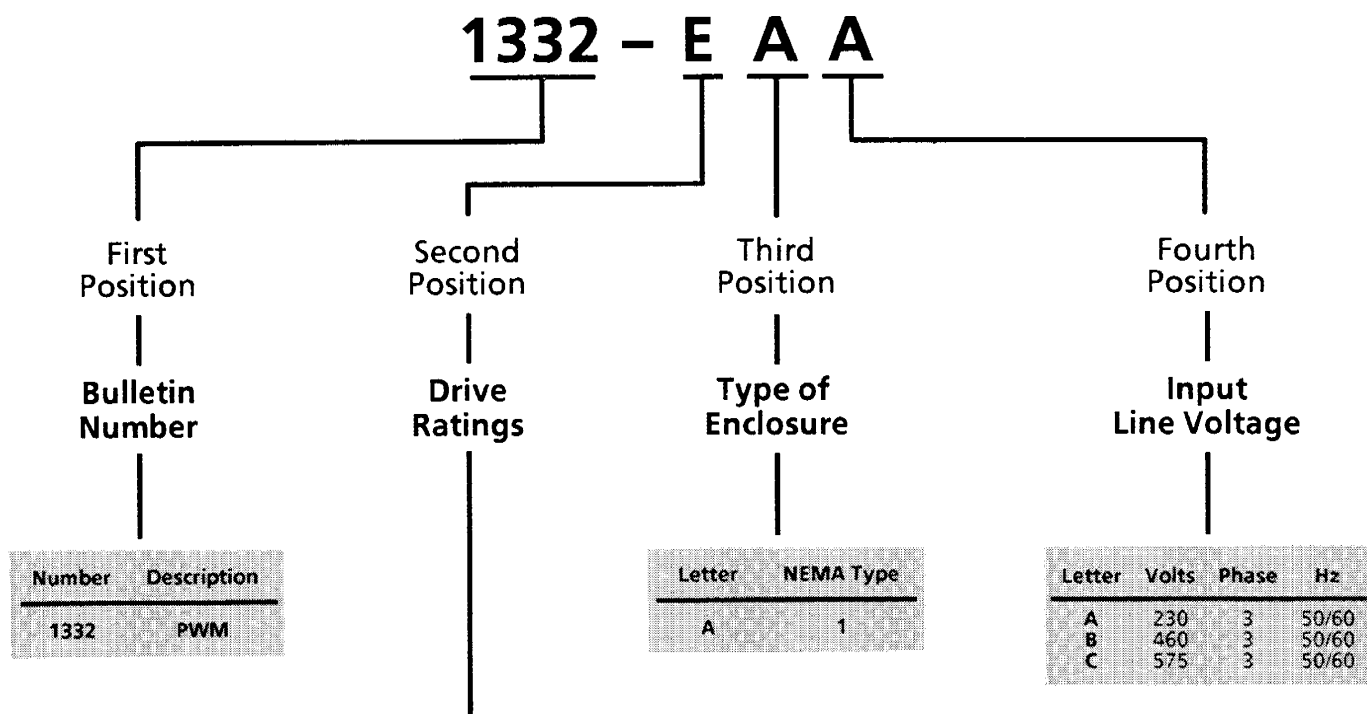 1332 – E A A
First Position
Second Position
Third Position
Fourth Position
Bulletin Number
Drive Ratings
Type of Enclosure
Input Line Voltage
Number Description
1332 PWM
Letter NEMA Type
A 1
Letter Volts Phase Hz
A 230 3 50/60
B 460 3 50/60
C 575 3 50/60